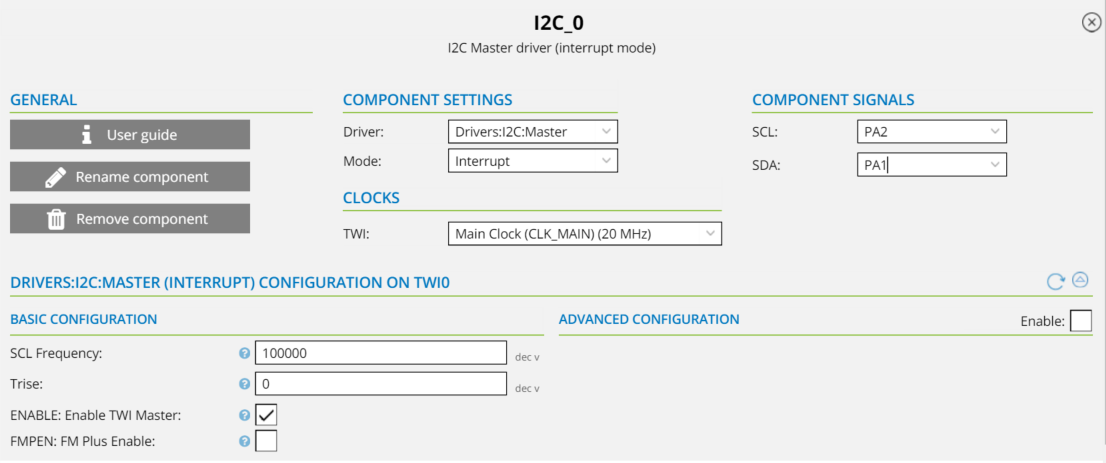 I2C_0
I2C Master driver (interrupt mode)
GENERAL
User guide
Rename component
Remove component
COMPONENT SETTINGS
Driver: Drivers:I2C:Master
Mode: Interrupt
CLOCKS
TWI: Main Clock (CLK_MAIN) (20 MHz)
COMPONENT SIGNALS
SCL: PA2
SDA: PA1
DRIVERS:I2C:MASTER (INTERRUPT) CONFIGURATION ON TWI0
BASIC CONFIGURATION
SCL Frequency: ? 100000 dec v
Trise: ? 0 dec v
ENABLE: Enable TWI Master: ?
FMPEN: FM Plus Enable: ?
ADVANCED CONFIGURATION
Enable: